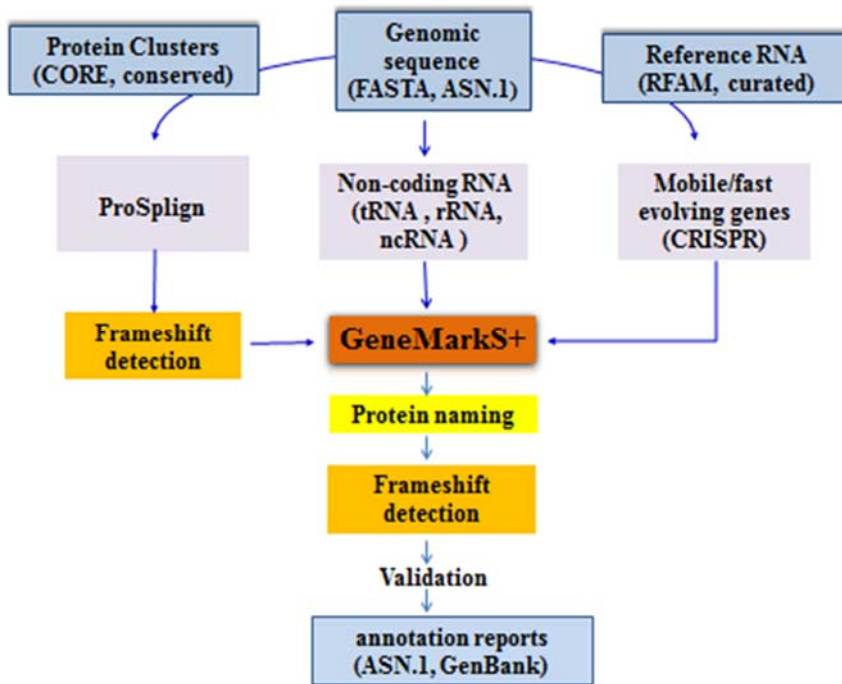 Protein Clusters
(CORE, conserved)
Genomic
sequence
(FASTA, ASN.1)
Reference RNA
(RFAM, curated)
ProSplign
Non-coding RNA
(tRNA , rRNA,
ncRNA )
Mobile/fast
evolving genes
(CRISPR)
Frameshift
detection
GeneMarkS+
Protein naming
Frameshift
detection
Validation
annotation reports
(ASN.1, GenBank)